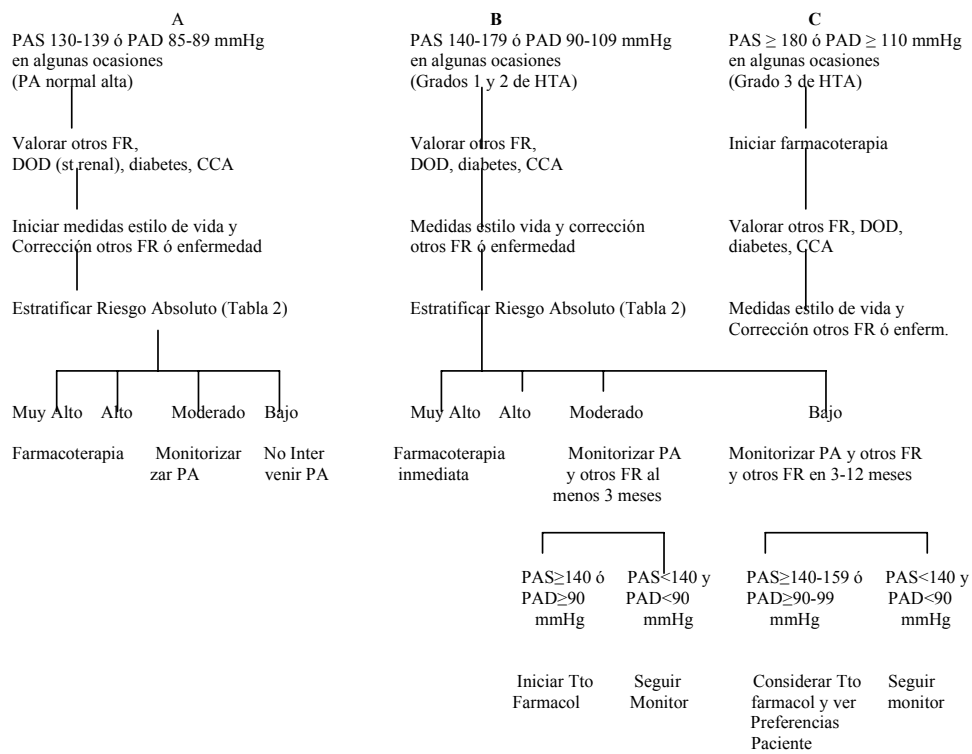 A
PAS 130-139 ó PAD 85-89 mmHg
en algunas ocasiones
(PA normal alta)
Valorar otros FR,
DOD (st renal), diabetes, CCA
Iniciar medidas estilo de vida y
Corrección otros FR ó enfermedad
Estratificar Riesgo Absoluto (Tabla 2)
Muy Alto Alto Moderado Bajo
Farmacoterapia Monitorizar No Inter
zar PA venir PA
B
PAS 140-179 ó PAD 90-109 mmHg
en algunas ocasiones
(Grados 1 y 2 de HTA)
Valorar otros FR,
DOD, diabetes, CCA
Medidas estilo vida y corrección
otros FR ó enfermedad
Estratificar Riesgo Absoluto (Tabla 2)
Muy Alto Alto Moderado Bajo
Farmacoterapia
inmediata
Monitorizar PA
y otros FR al
menos 3 meses
Monitorizar PA y otros FR
y otros FR en 3-12 meses
PAS≥140 ó
PAD≥90
mmHg
PAS<140 y
PAD<90
mmHg
PAS≥140-159 ó
PAD≥90-99
mmHg
PAS<140 y
PAD<90
mmHg
Iniciar Tto
Farmacol
Seguir
Monitor
Considerar Tto
farmacol y ver
Preferencias
Paciente
Seguir
monitor
C
PAS ≥ 180 ó PAD ≥ 110 mmHg
en algunas ocasiones
(Grado 3 de HTA)
Iniciar farmacoterapia
Valorar otros FR, DOD,
diabetes, CCA
Medidas estilo de vida y
Corrección otros FR ó enferm.